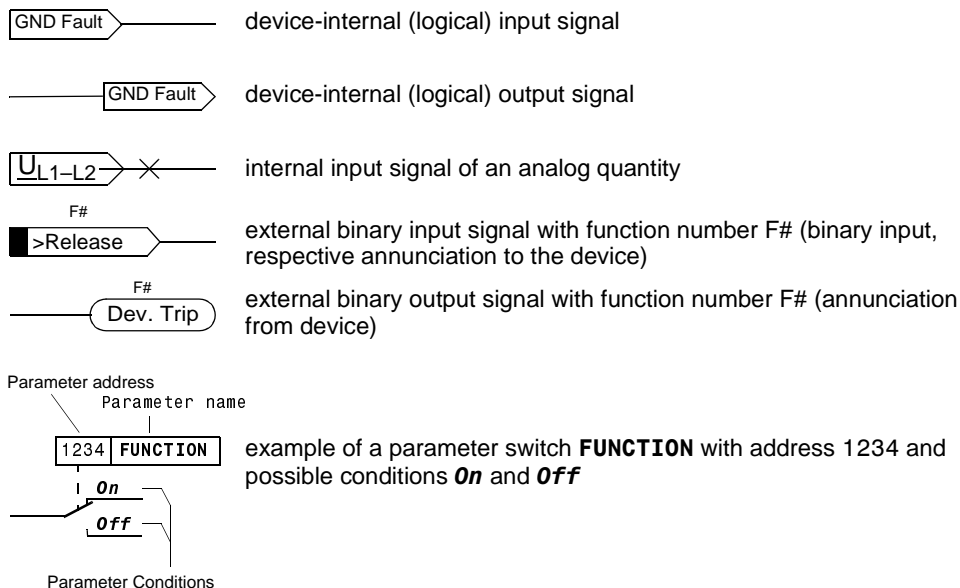 GND Fault device-internal (logical) input signal
GND Fault device-internal (logical) output signal
UL1–L2 internal input signal of an analog quantity
F#
>Release external binary input signal with function number F# (binary input,
respective annunciation to the device)
F#
Dev. Trip external binary output signal with function number F# (annunciation
from device)
Parameter address
Parameter name
1234 FUNCTION example of a parameter switch FUNCTION with address 1234 and
possible conditions On and Off
On
Off
Parameter Conditions